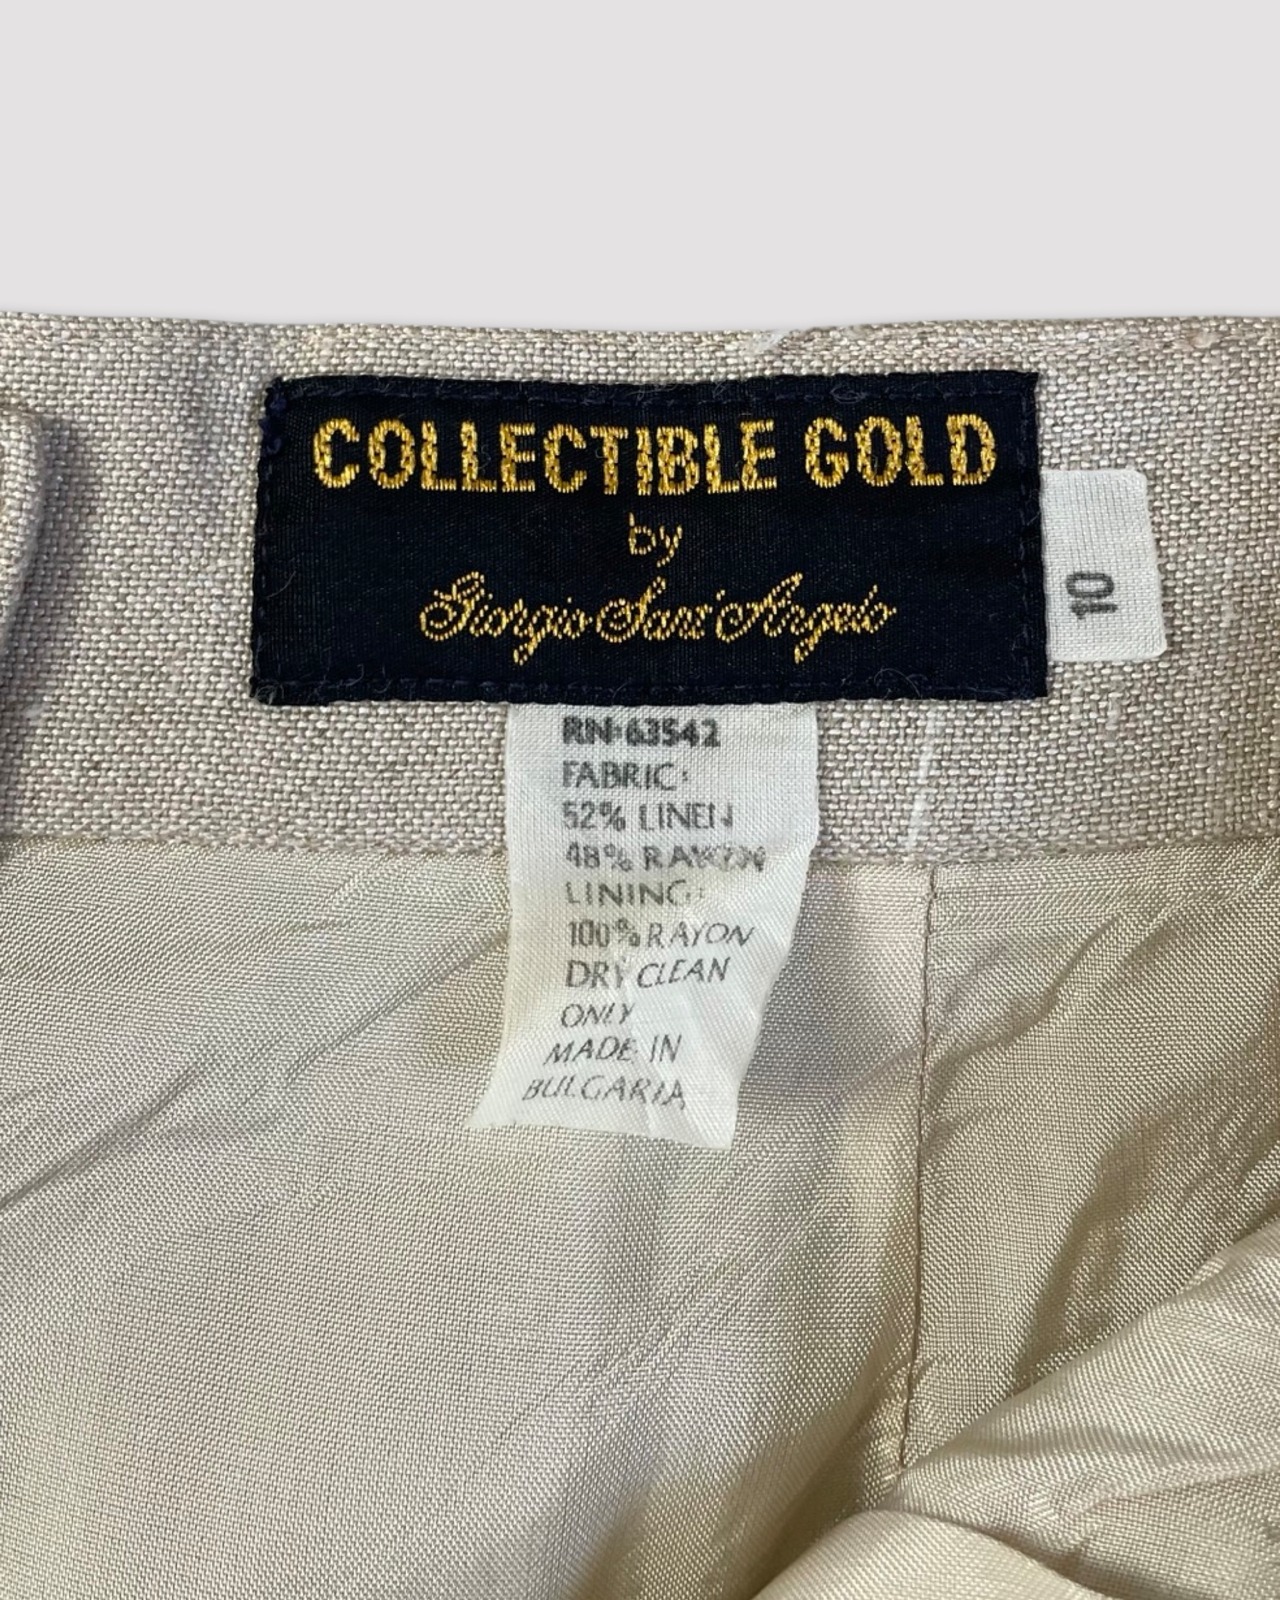 COLLECTIBLE GOLD
by
Giorgio Sant'Angelo
10
RN·63542
FABRIC:
52% LINEN
48% RAYON
LINING:
100% RAYON
DRY CLEAN
ONLY
MADE IN
BULGARIA